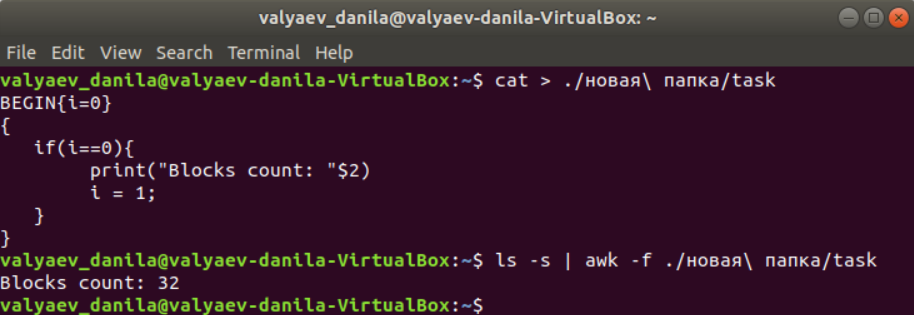 valyaev_danila@valyaev-danila-VirtualBox: ~
File Edit View Search Terminal Help
valyaev_danila@valyaev-danila-VirtualBox:~$ cat > ./новая\ папка/task
BEGIN{i=0}
{
   if(i==0){
        print("Blocks count: "$2)
        i = 1;
   }
}
valyaev_danila@valyaev-danila-VirtualBox:~$ ls -s | awk -f ./новая\ папка/task
Blocks count: 32
valyaev_danila@valyaev-danila-VirtualBox:~$